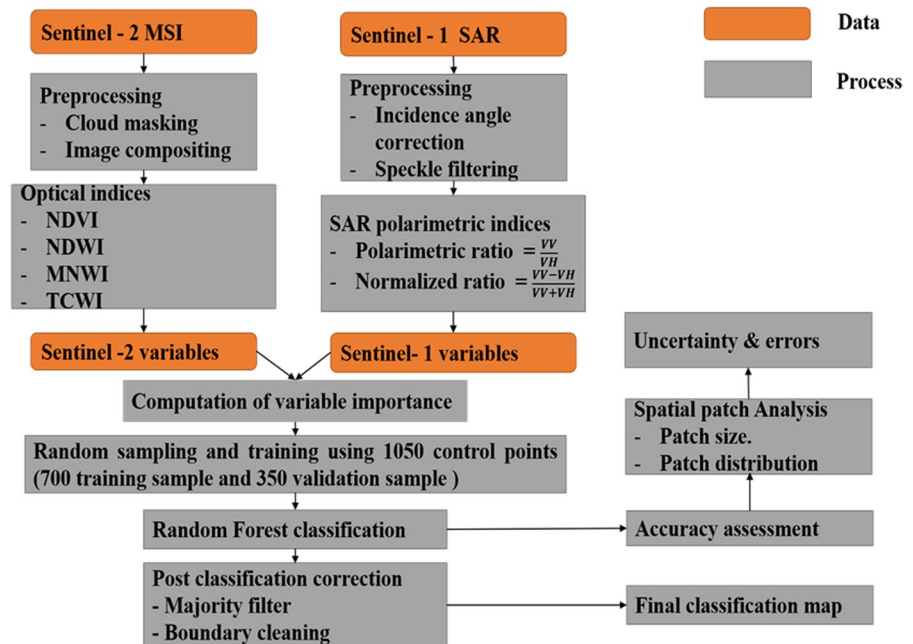 Sentinel - 2 MSI
Preprocessing
- Cloud masking
- Image compositing
Optical indices
- NDVI
- NDWI
- MNWI
- TCWI
Sentinel -2 variables
Sentinel - 1 SAR
Preprocessing
- Incidence angle
correction
- Speckle filtering
SAR polarimetric indices
- Polarimetric ratio = VV/VH
- Normalized ratio = VV−VH/VV+VH
Sentinel- 1 variables
Computation of variable importance
Random sampling and training using 1050 control points
(700 training sample and 350 validation sample )
Random Forest classification
Post classification correction
- Majority filter
- Boundary cleaning
Data
Process
Uncertainty & errors
Spatial patch Analysis
- Patch size.
- Patch distribution
Accuracy assessment
Final classification map